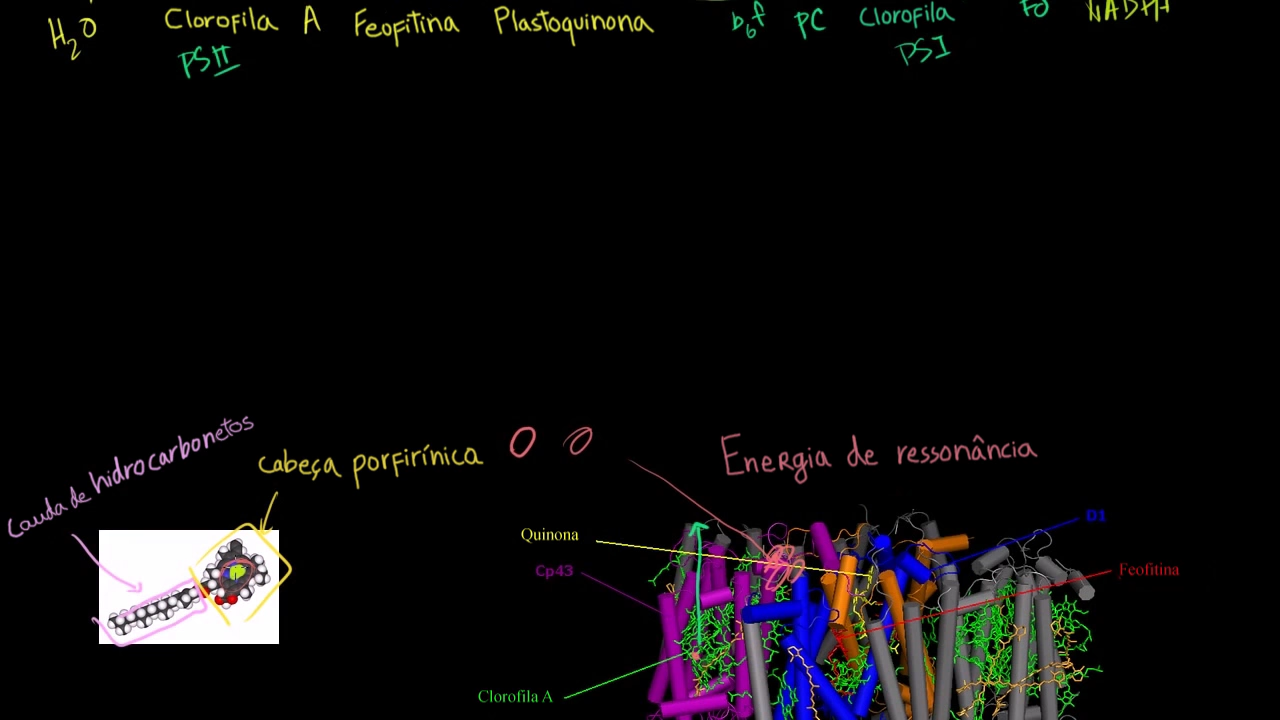 H2O Clorofila A Feofitina Plastoquinona b6f PC Clorofila Fd
PSII PSI
Cauda de hidrocarbonetos
Cabeça porfirínica
Energia de ressonância
Quinona
D1
Cp43
Feofitina
Clorofila A